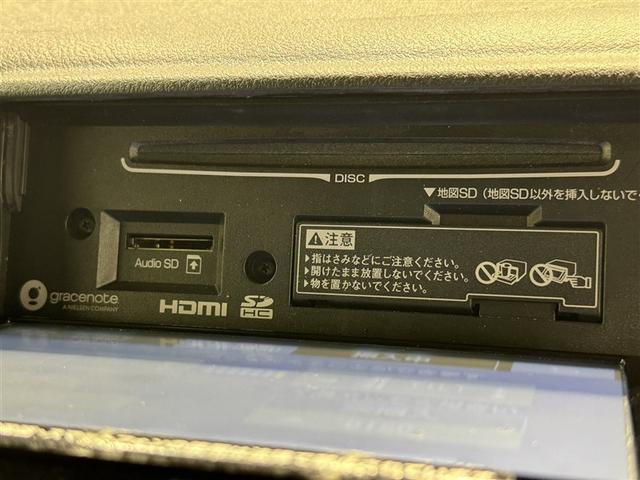 DISC
▼地図SD（地図SD以外を挿入しないで
Audio SD
⚠注意
▶指はさみなどにご注意ください。
▶開けたまま放置しないでください。
▶物を置かないでください。
gracenote.
A NIELSEN COMPANY
HDMI
SD
HC